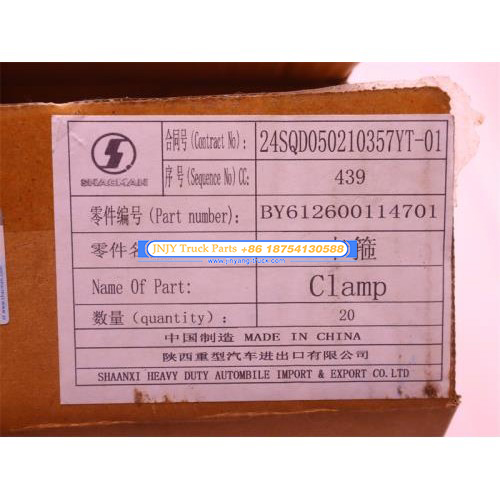 SHACMAN
合同号(Contract No): 24SQD050210357YT-01
序号(Sequence No)CC: 439
零件编号(Part number): BY612600114701
零件名 箍
JNJY Truck Parts +86 18754130588
www.jinyang-truck.com
Name Of Part: Clamp
数量(quantity): 20
中国制造 MADE IN CHINA
陕西重型汽车进出口有限公司
SHAANXI HEAVY DUTY AUTOMBILE IMPORT & EXPORT CO.LTD